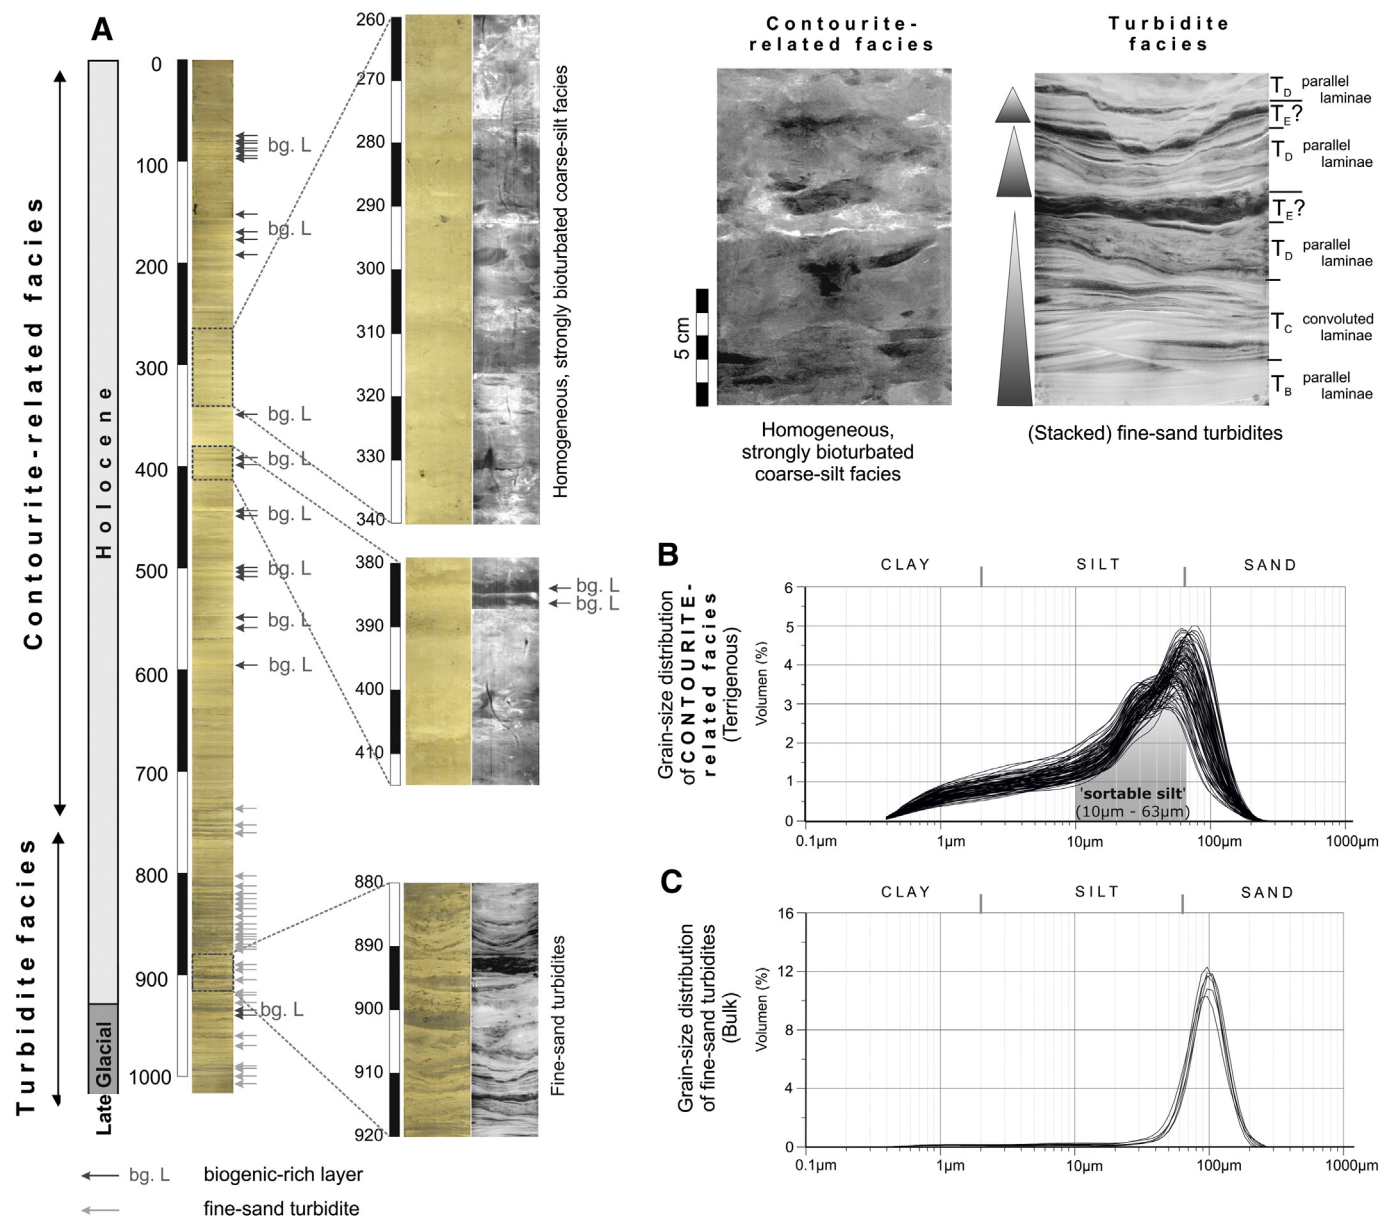 A
Contourite-related facies
Turbidite facies
Holocene
Late Glacial
0
100
200
300
400
500
600
700
800
900
1000
bg. L
bg. L
bg. L
bg. L
bg. L
bg. L
bg. L
bg. L
bg. L
260
270
280
290
300
310
320
330
340
Homogeneous, strongly bioturbated coarse-silt facies
380
390
400
410
bg. L
bg. L
880
890
900
910
920
Fine-sand turbidites
bg. L biogenic-rich layer
fine-sand turbidite
Contourite-
related facies
5 cm
Homogeneous,
strongly bioturbated
coarse-silt facies
Turbidite
facies
TD parallel
laminae
TE?
TD parallel
laminae
TE?
TD parallel
laminae
TC convoluted
laminae
TB parallel
laminae
(Stacked) fine-sand turbidites
B
CLAY SILT SAND
Grain-size distribution
of CONTOURITE-
related facies
(Terrigenous)
Volumen (%)
6
5
4
3
2
1
0
'sortable silt'
(10µm - 63µm)
0.1µm 1µm 10µm 100µm 1000µm
C
CLAY SILT SAND
Grain-size distribution
of fine-sand turbidites
(Bulk)
Volumen (%)
16
12
8
4
0
0.1µm 1µm 10µm 100µm 1000µm